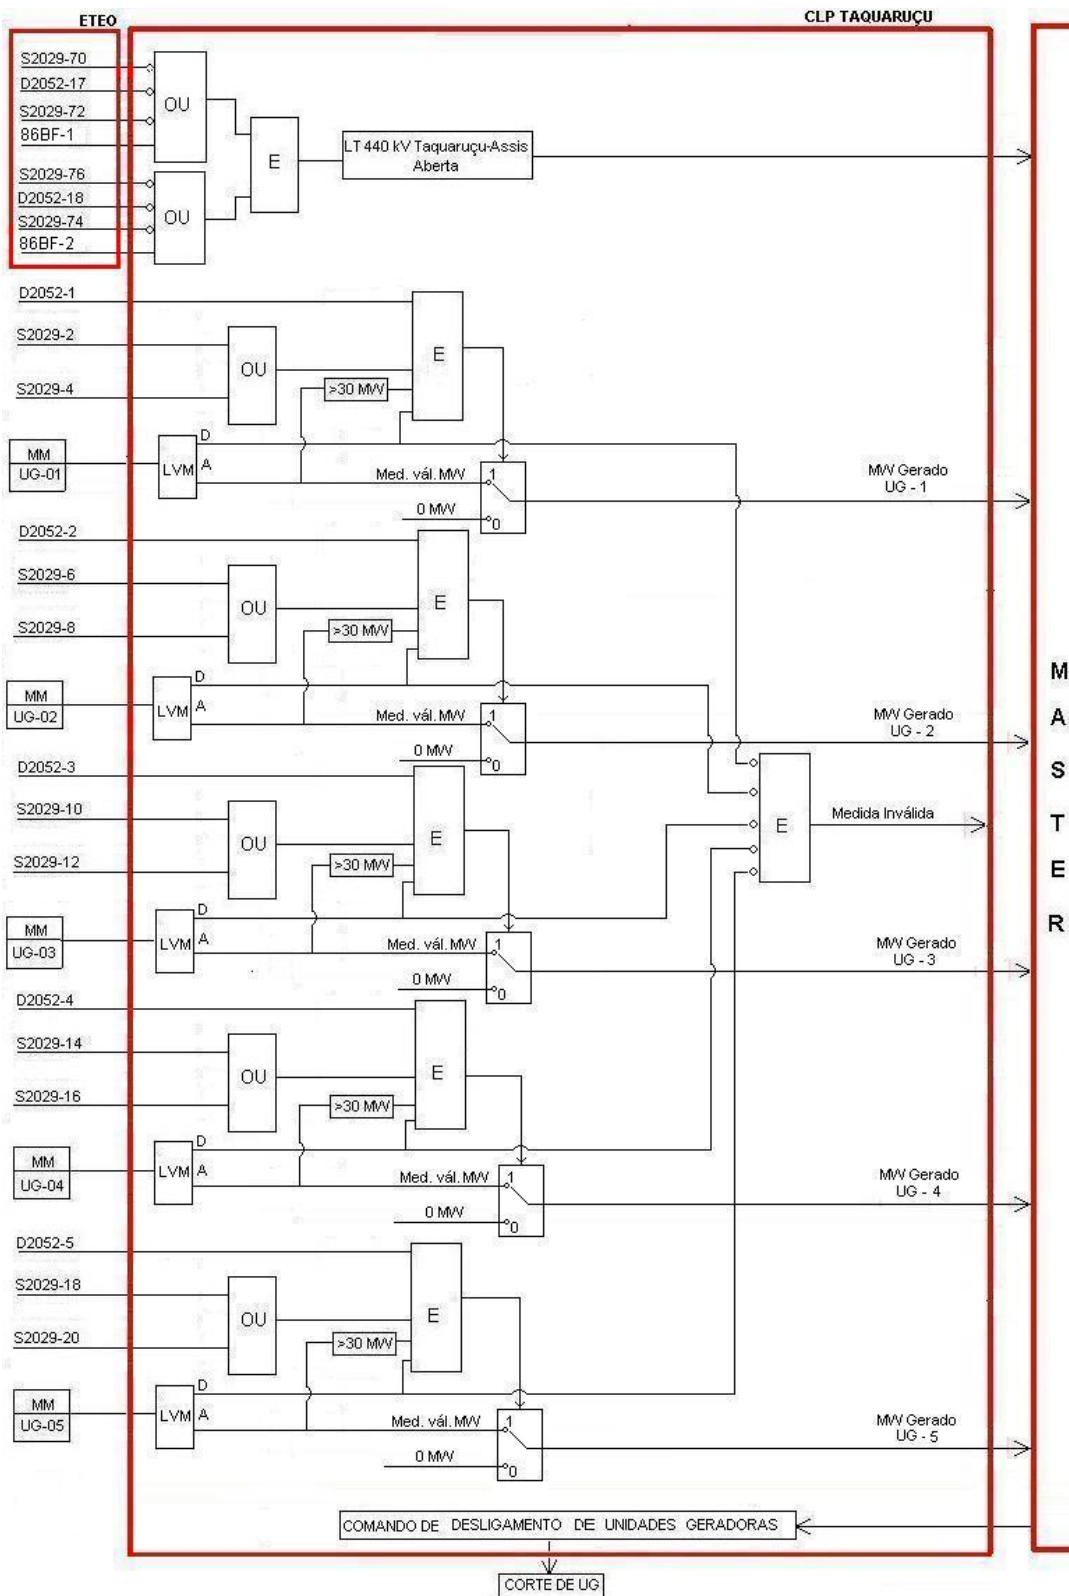 ETEO
CLP TAQUARUÇU
S2029-70
D2052-17
S2029-72
86BF-1
OU
E
LT 440 kV Taquaruçu-Assis
Aberta
S2029-76
D2052-18
S2029-74
86BF-2
OU
D2052-1
S2029-2
OU
E
S2029-4
>30 MW
MM
UG-01
LVM
D
A
Med. vál. MW
1
0 MW
0
MW Gerado
UG - 1
D2052-2
S2029-6
OU
E
S2029-8
>30 MW
MM
UG-02
LVM
D
A
Med. vál. MW
1
0 MW
0
MW Gerado
UG - 2
D2052-3
S2029-10
OU
E
S2029-12
>30 MW
E
Medida Inválida
MM
UG-03
LVM
D
A
Med. vál. MW
1
0 MW
0
MW Gerado
UG - 3
D2052-4
S2029-14
OU
E
S2029-16
>30 MW
MM
UG-04
LVM
D
A
Med. vál. MW
1
0 MW
0
MW Gerado
UG - 4
D2052-5
S2029-18
OU
E
S2029-20
>30 MW
MM
UG-05
LVM
D
A
Med. vál. MW
1
0 MW
0
MW Gerado
UG - 5
COMANDO DE DESLIGAMENTO DE UNIDADES GERADORAS
CORTE DE UG
M
A
S
T
E
R